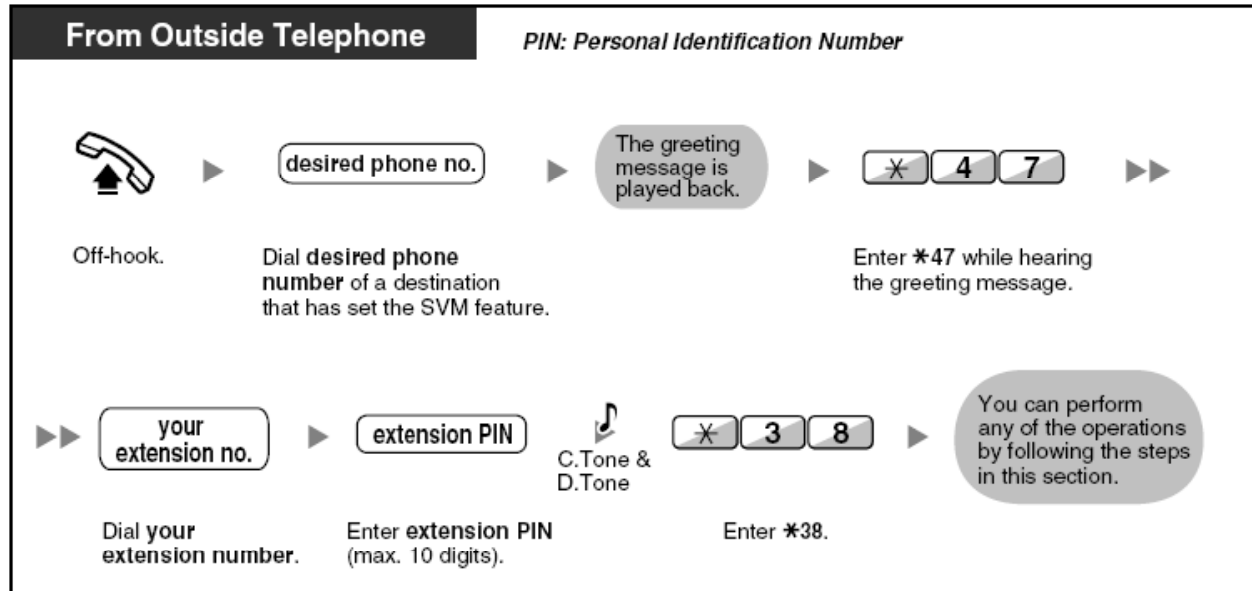 From Outside Telephone
PIN: Personal Identification Number
desired phone no.
The greeting
message is
played back.
* 4 7
Off-hook.
Dial desired phone
number of a destination
that has set the SVM feature.
Enter *47 while hearing
the greeting message.
your
extension no.
extension PIN
C.Tone &
D.Tone
* 3 8
You can perform
any of the operations
by following the steps
in this section.
Dial your
extension number.
Enter extension PIN
(max. 10 digits).
Enter *38.